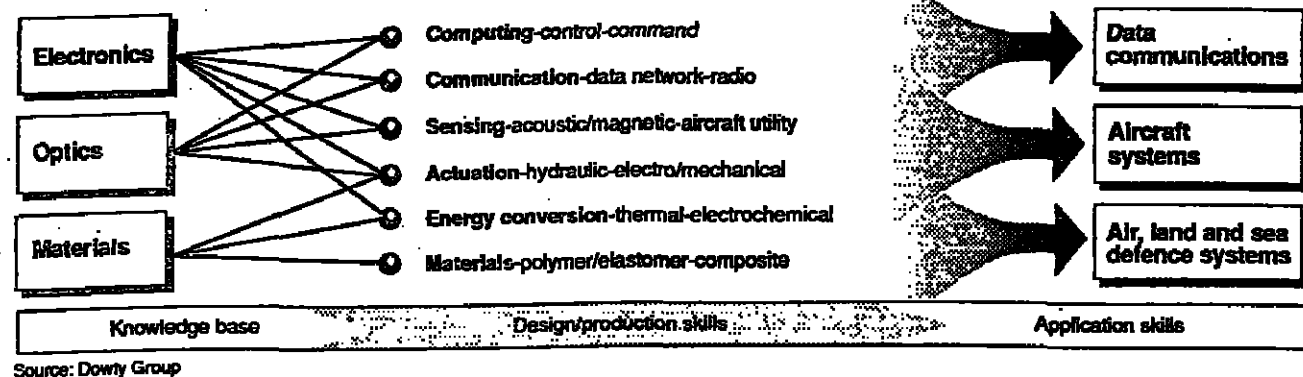 Electronics
Optics
Materials
Computing-control-command
Communication-data network-radio
Sensing-acoustic/magnetic-aircraft utility
Actuation-hydraulic-electro/mechanical
Energy conversion-thermal-electrochemical
Materials-polymer/elastomer-composite
Data
communications
Aircraft
systems
Air, land and sea
defence systems
Knowledge base
Design/production skills
Application skills
Source: Dowty Group